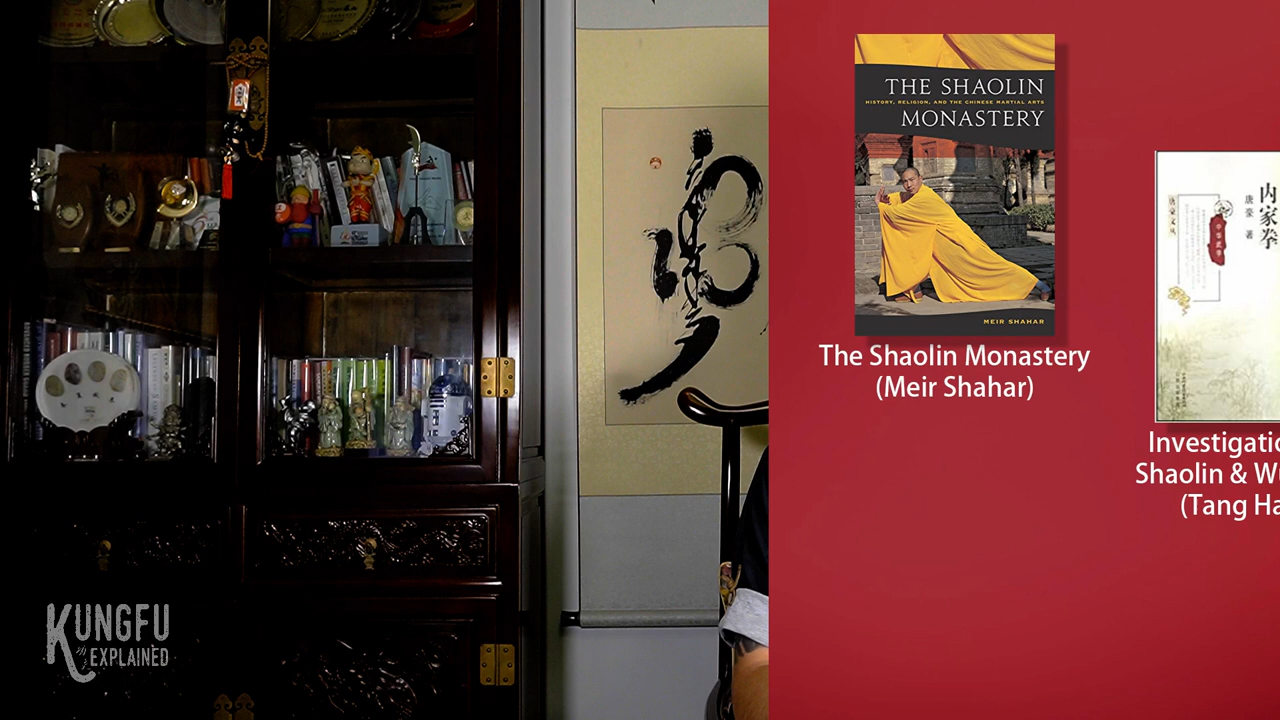 THE SHAOLIN
HISTORY, RELIGION, AND THE CHINESE MARTIAL ARTS
MONASTERY
MEIR SHAHAR
The Shaolin Monastery
(Meir Shahar)
内家拳
唐豪 著
Investigatio
Shaolin & Wu
(Tang Ha
KUNGFU
EXPLAINED